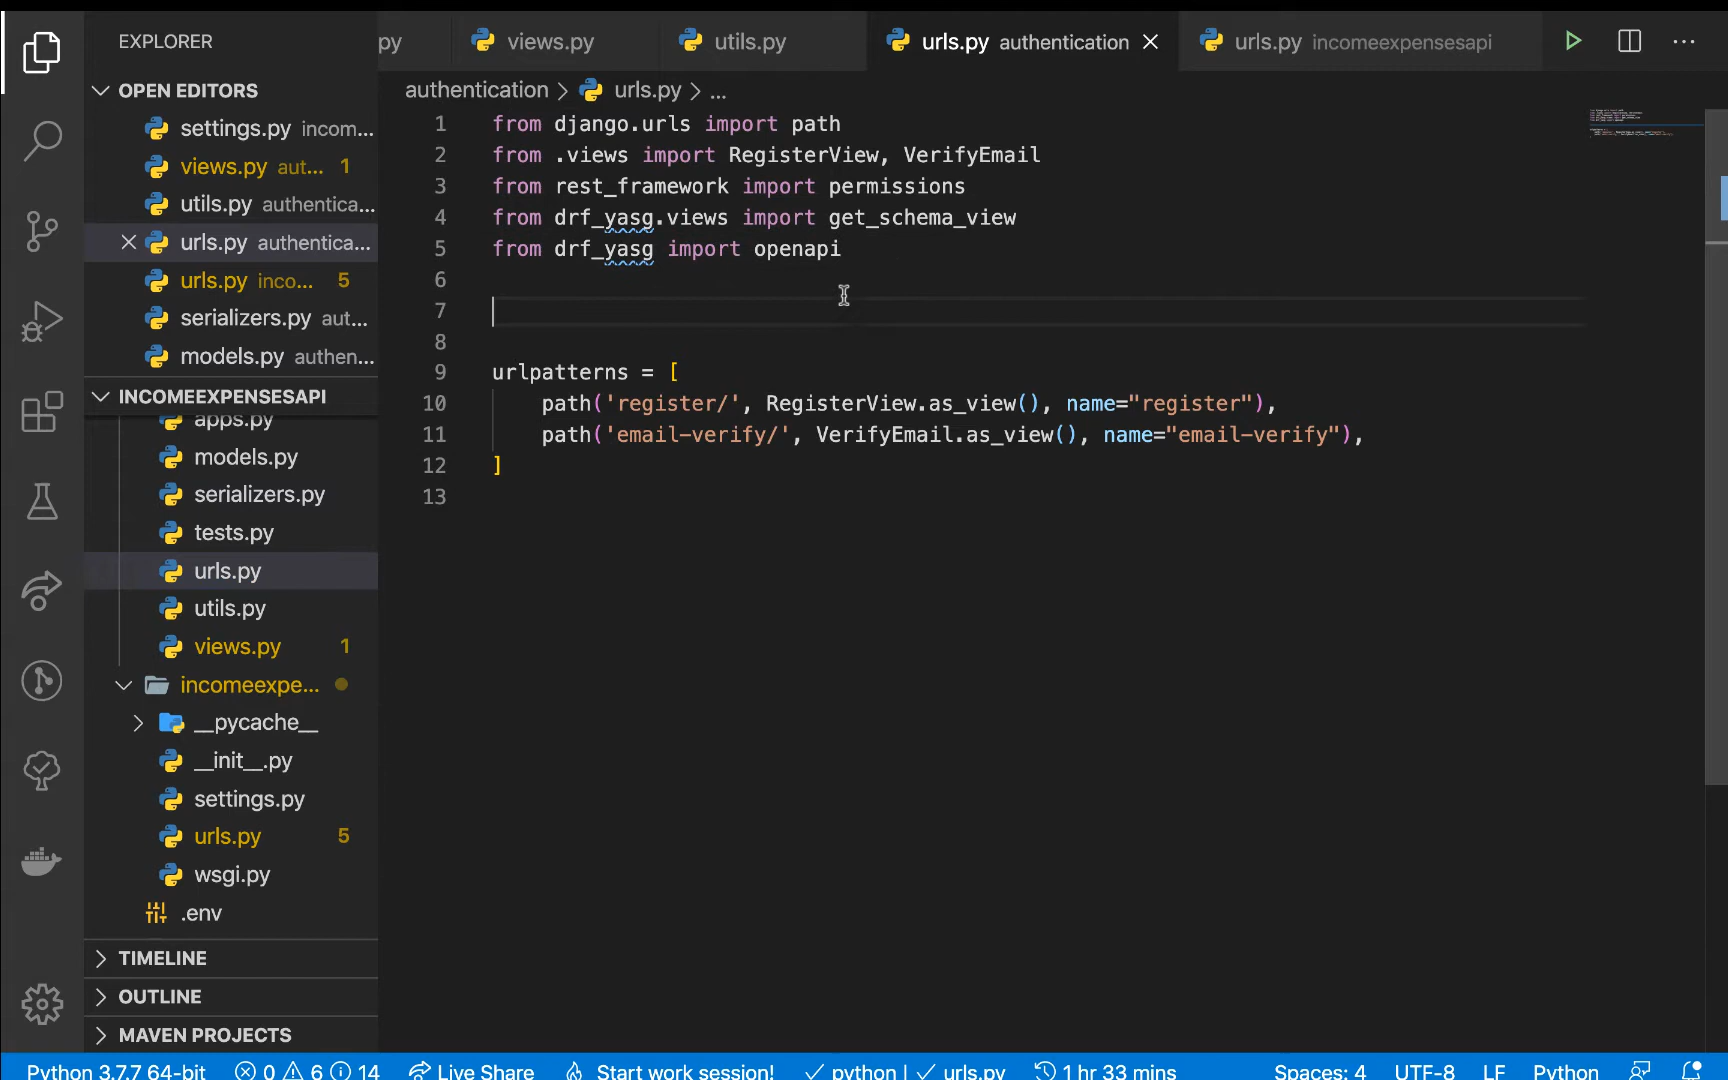 EXPLORER
py
views.py
utils.py
urls.py authentication
urls.py incomeexpensesapi
OPEN EDITORS
settings.py incom...
views.py aut... 1
utils.py authentica...
urls.py authentica...
urls.py inco... 5
serializers.py aut...
models.py authen...
INCOMEEXPENSESAPI
apps.py
models.py
serializers.py
tests.py
urls.py
utils.py
views.py 1
incomeexpe...
__pycache__
__init__.py
settings.py
urls.py 5
wsgi.py
.env
TIMELINE
OUTLINE
MAVEN PROJECTS
authentication > urls.py > ...
1 from django.urls import path
2 from .views import RegisterView, VerifyEmail
3 from rest_framework import permissions
4 from drf_yasg.views import get_schema_view
5 from drf_yasg import openapi
6
7
8
9 urlpatterns = [
10 path('register/', RegisterView.as_view(), name="register"),
11 path('email-verify/', VerifyEmail.as_view(), name="email-verify"),
12 ]
13
Python 3.7.7 64-bit 0 6 14 Live Share Start work session! python | urls.py 1 hr 33 mins Spaces: 4 UTF-8 LF Python